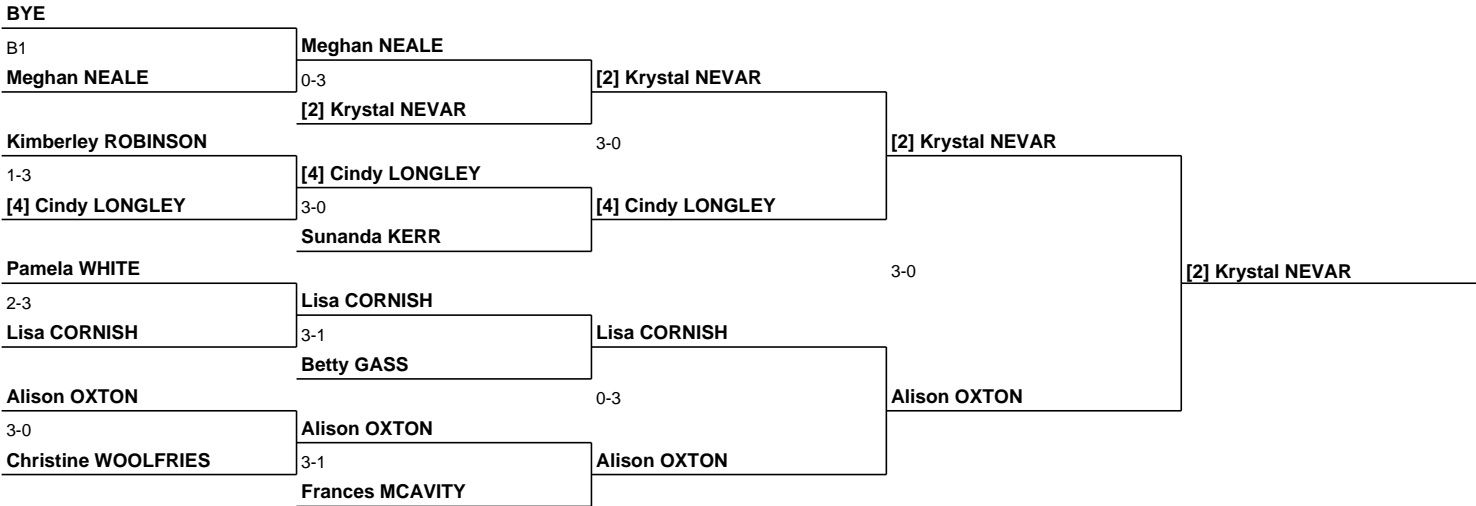 BYE
B1
Meghan NEALE
Meghan NEALE
0-3
[2] Krystal NEVAR
[2] Krystal NEVAR
Kimberley ROBINSON
3-0
[2] Krystal NEVAR
1-3
[4] Cindy LONGLEY
[4] Cindy LONGLEY
3-0
[4] Cindy LONGLEY
Sunanda KERR
Pamela WHITE
3-0
[2] Krystal NEVAR
2-3
Lisa CORNISH
Lisa CORNISH
3-1
Lisa CORNISH
Betty GASS
Alison OXTON
0-3
Alison OXTON
3-0
Alison OXTON
Christine WOOLFRIES
3-1
Alison OXTON
Frances MCAVITY